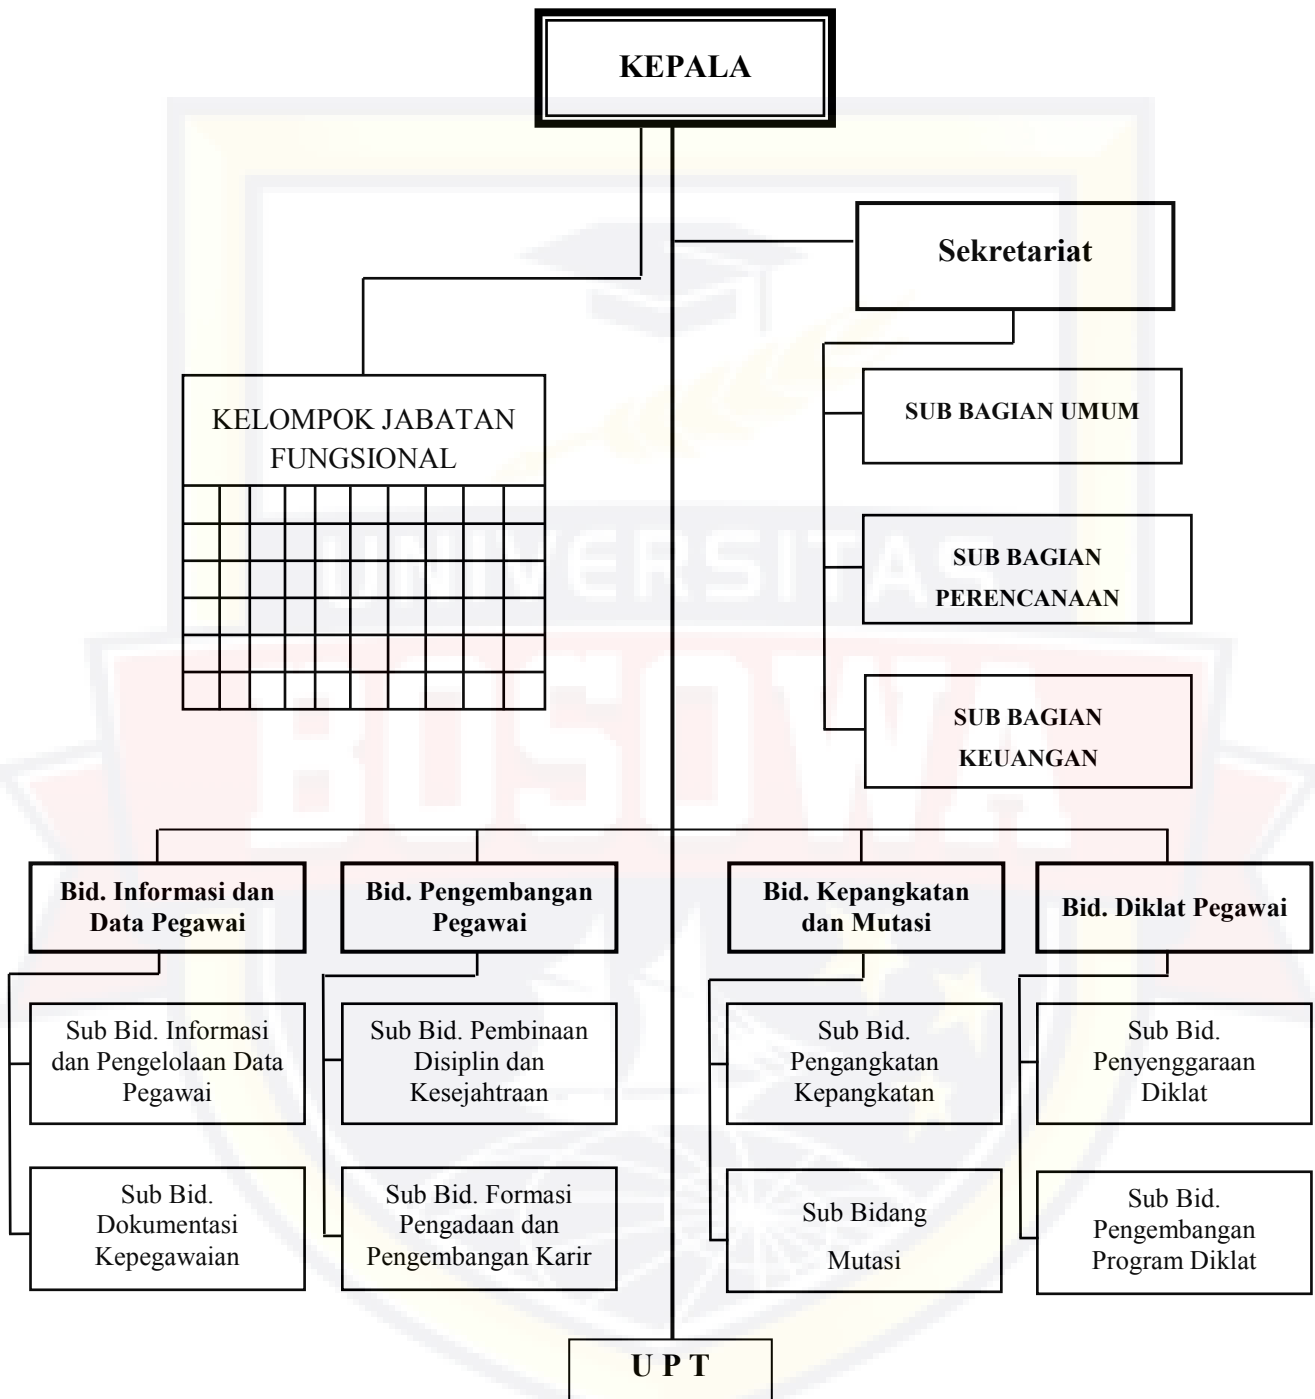 KEPALA
Sekretariat
KELOMPOK JABATAN
FUNGSIONAL
SUB BAGIAN UMUM
SUB BAGIAN
PERENCANAAN
SUB BAGIAN
KEUANGAN
UNIVERSITAS
BOSOWA
Bid. Informasi dan
Data Pegawai
Bid. Pengembangan
Pegawai
Bid. Kepangkatan
dan Mutasi
Bid. Diklat Pegawai
Sub Bid. Informasi
dan Pengelolaan Data
Pegawai
Sub Bid. Pembinaan
Disiplin dan
Kesejahtraan
Sub Bid.
Pengangkatan
Kepangkatan
Sub Bid.
Penyenggaraan
Diklat
Sub Bid.
Dokumentasi
Kepegawaian
Sub Bid. Formasi
Pengadaan dan
Pengembangan Karir
Sub Bidang
Mutasi
Sub Bid.
Pengembangan
Program Diklat
U P T